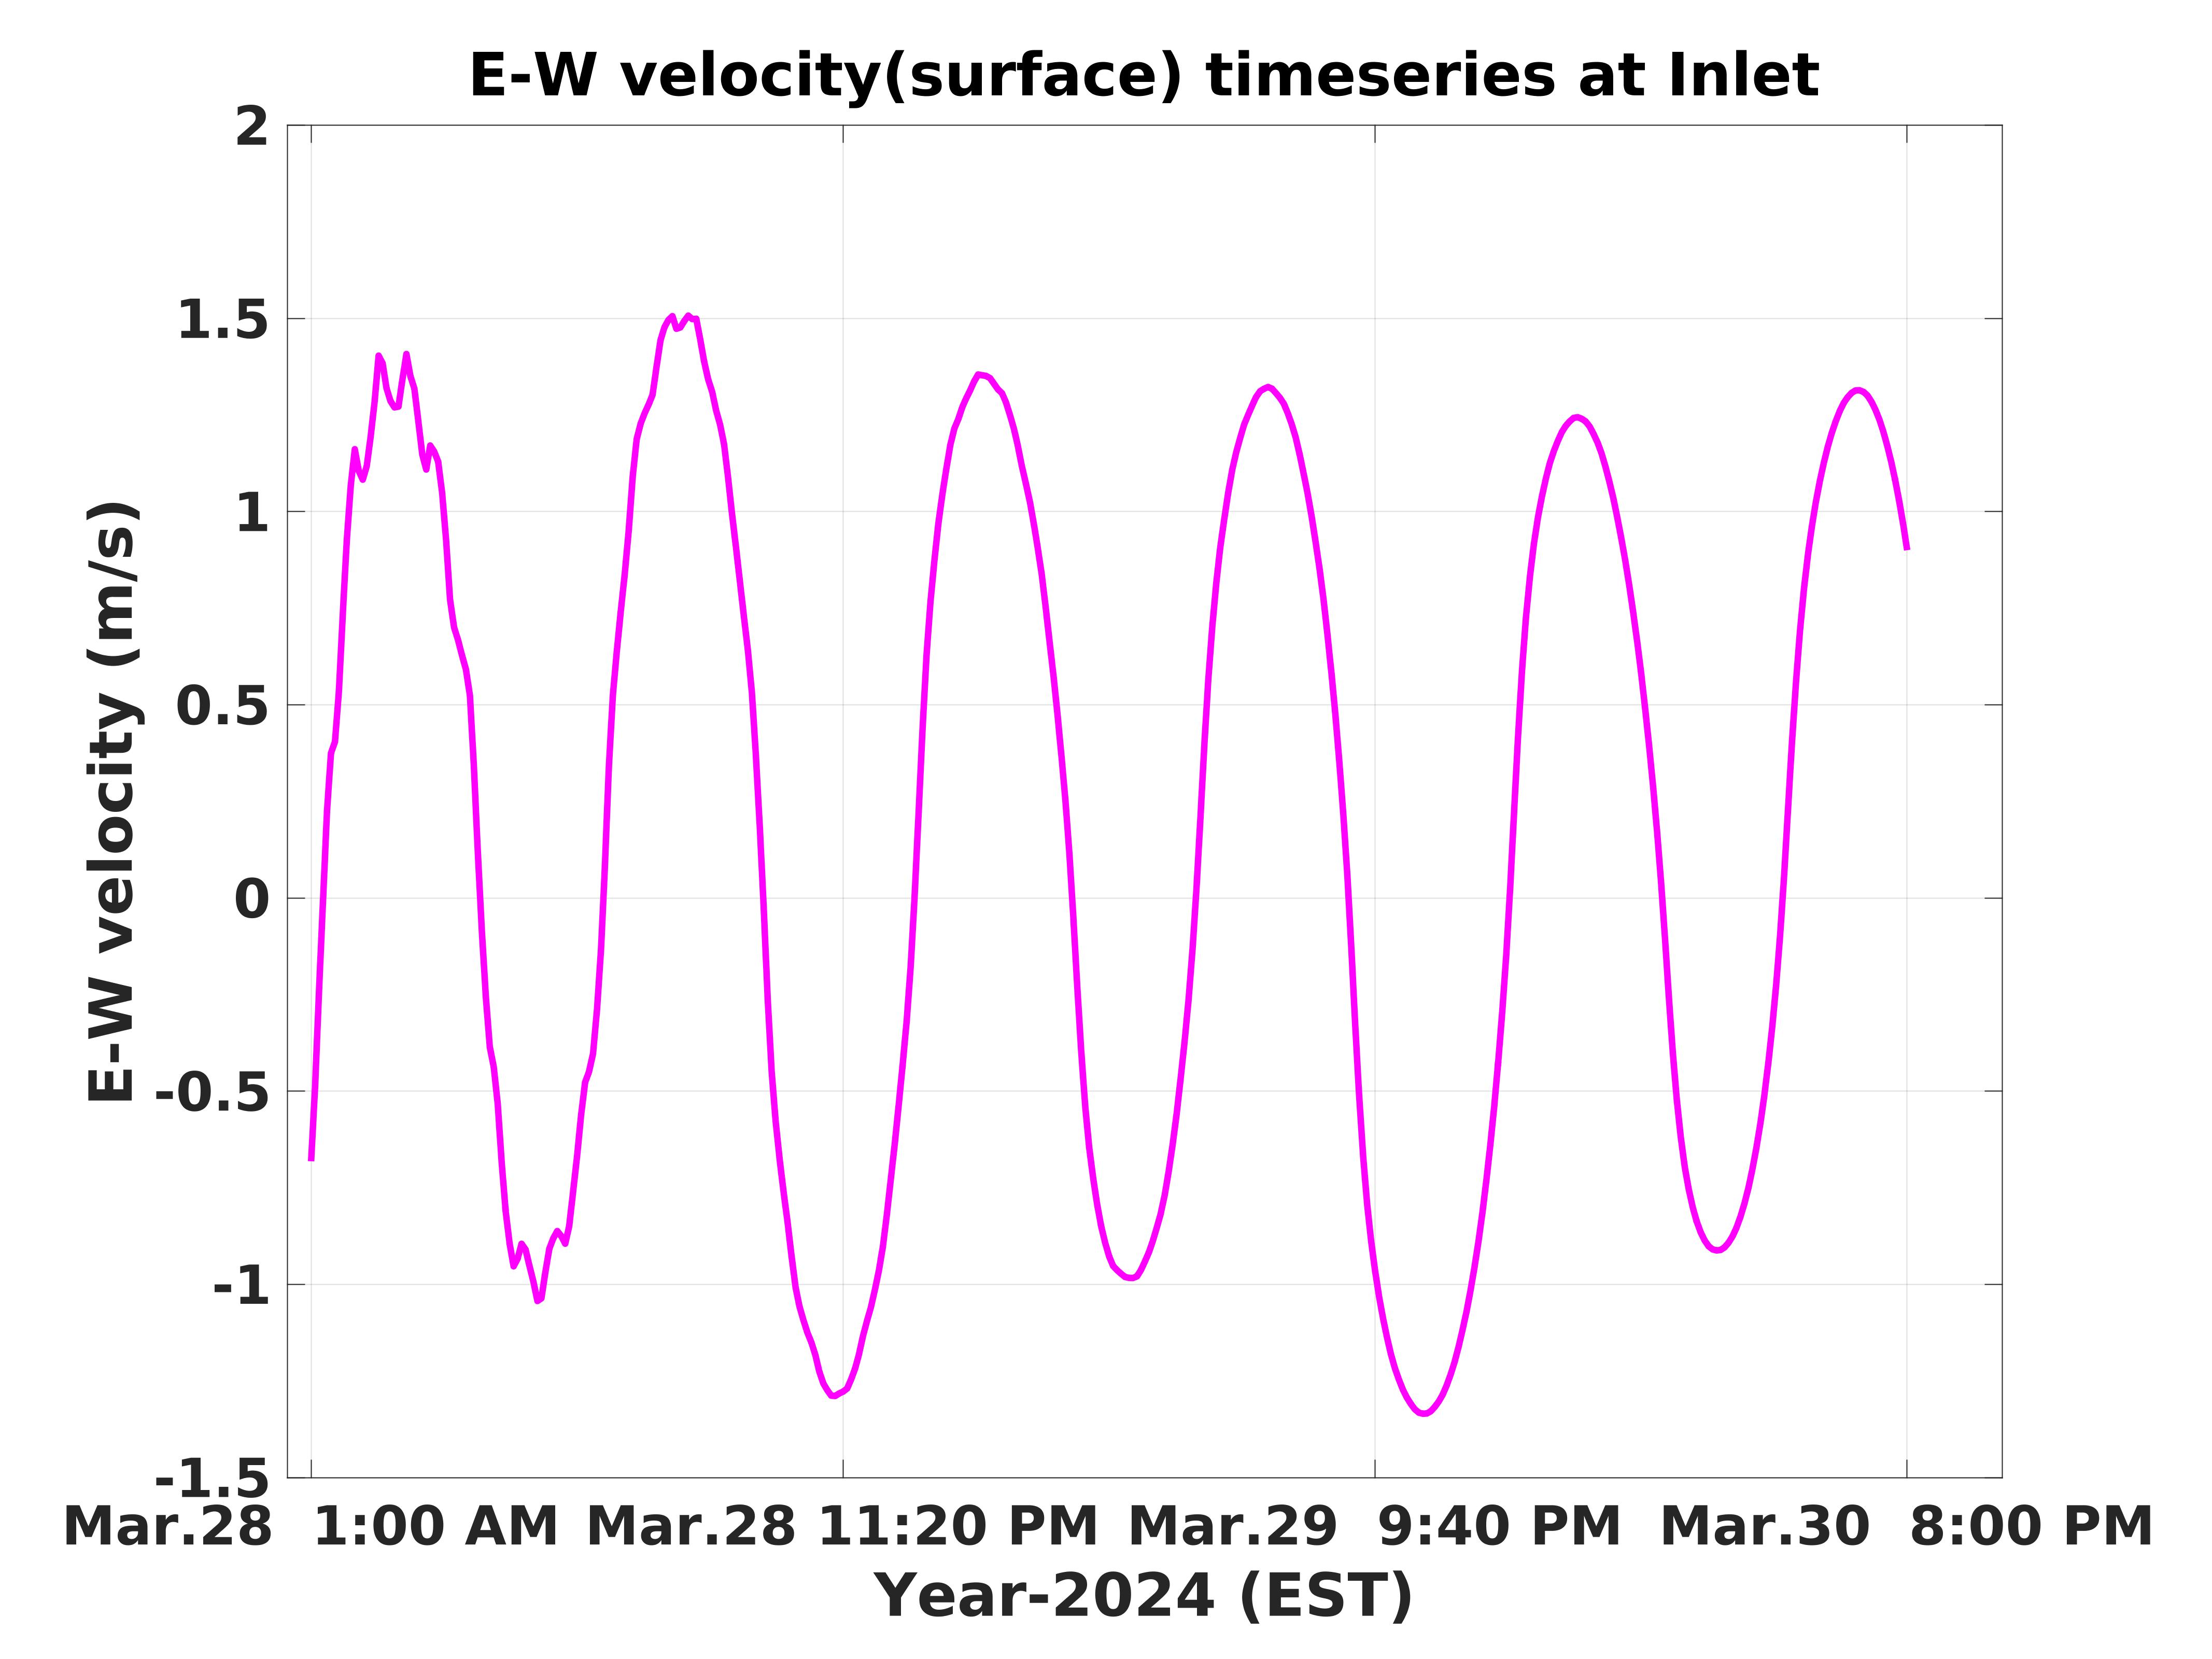 E-W velocity(surface) timeseries at Inlet
E-W velocity (m/s)
2
1.5
1
0.5
0
-0.5
-1
-1.5
Mar.28 1:00 AM Mar.28 11:20 PM Mar.29 9:40 PM Mar.30 8:00 PM
Year-2024 (EST)